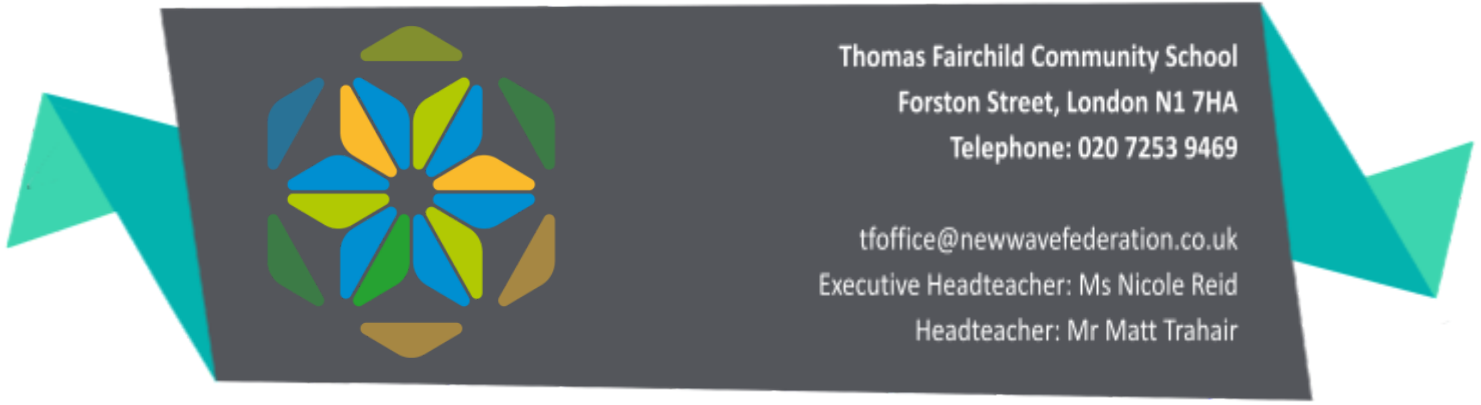 Thomas Fairchild Community School
Forston Street, London N1 7HA
Telephone: 020 7253 9469
tfoffice@newwavefederation.co.uk
Executive Headteacher: Ms Nicole Reid
Headteacher: Mr Matt Trahair